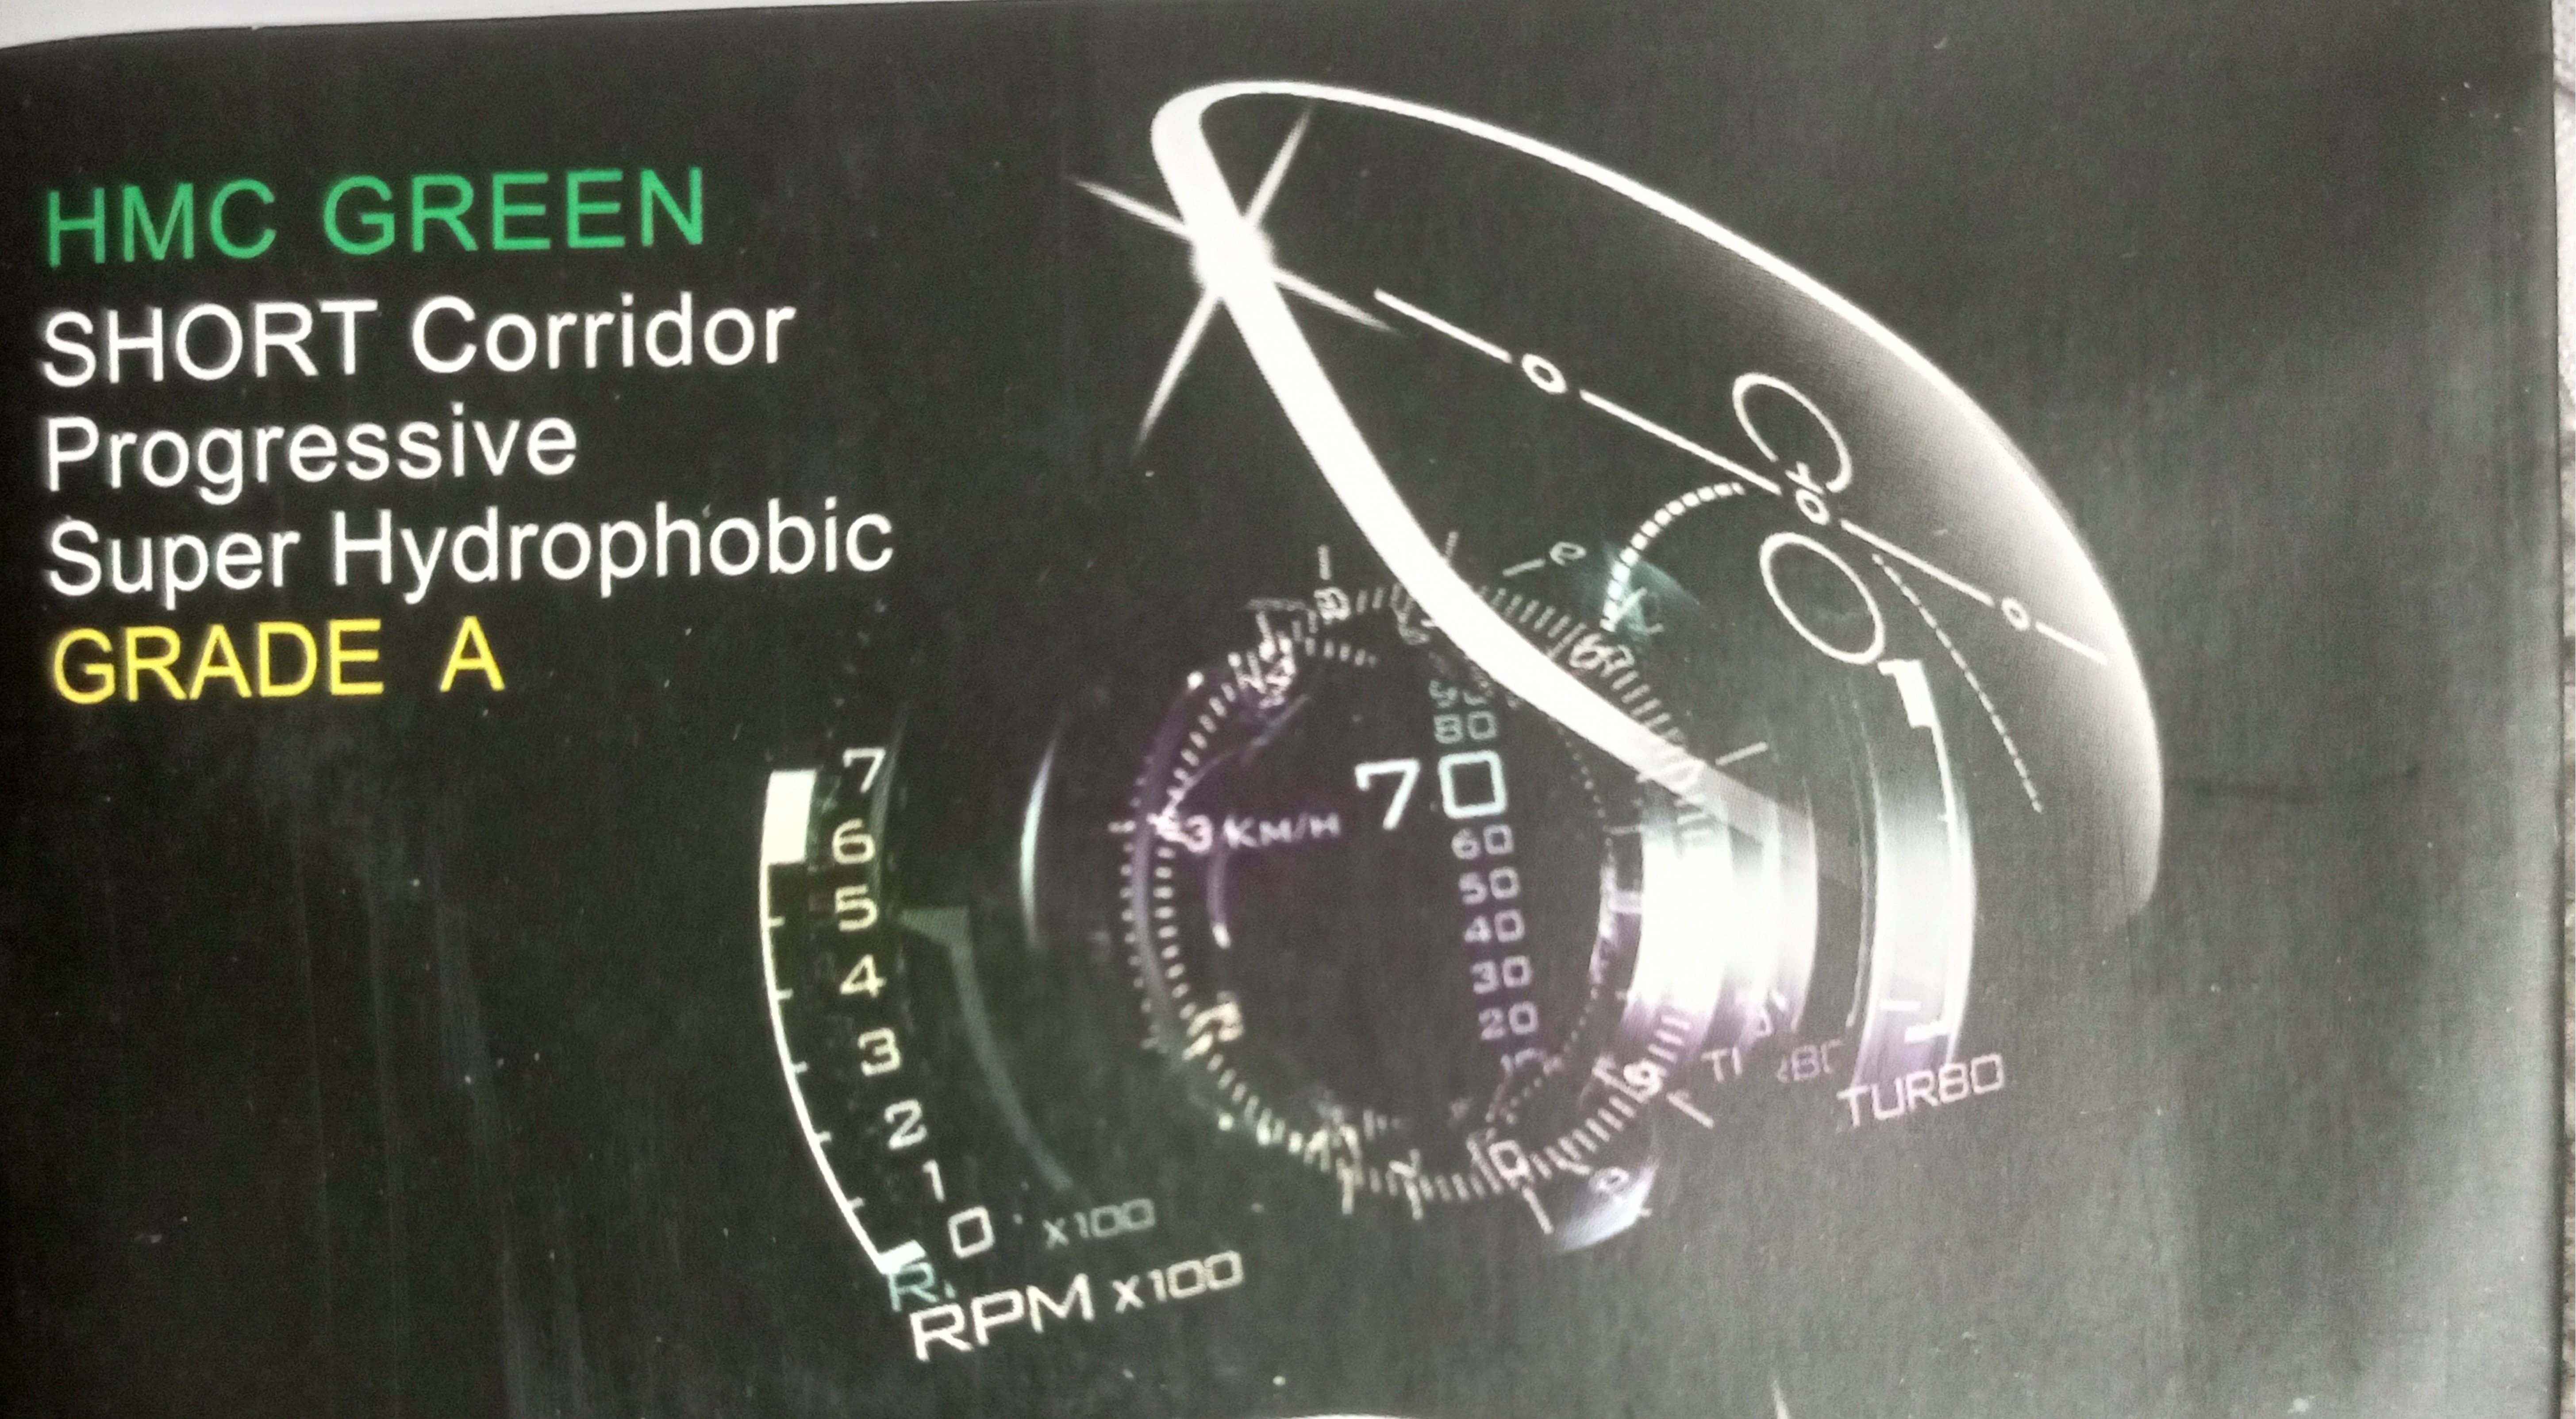 HMC GREEN
SHORT Corridor
Progressive
Super Hydrophobic
GRADE A
7
6
5
4
3
2
1
0
x100
RPM x100
80
70
KM/H
60
50
40
30
20
10
TURBO